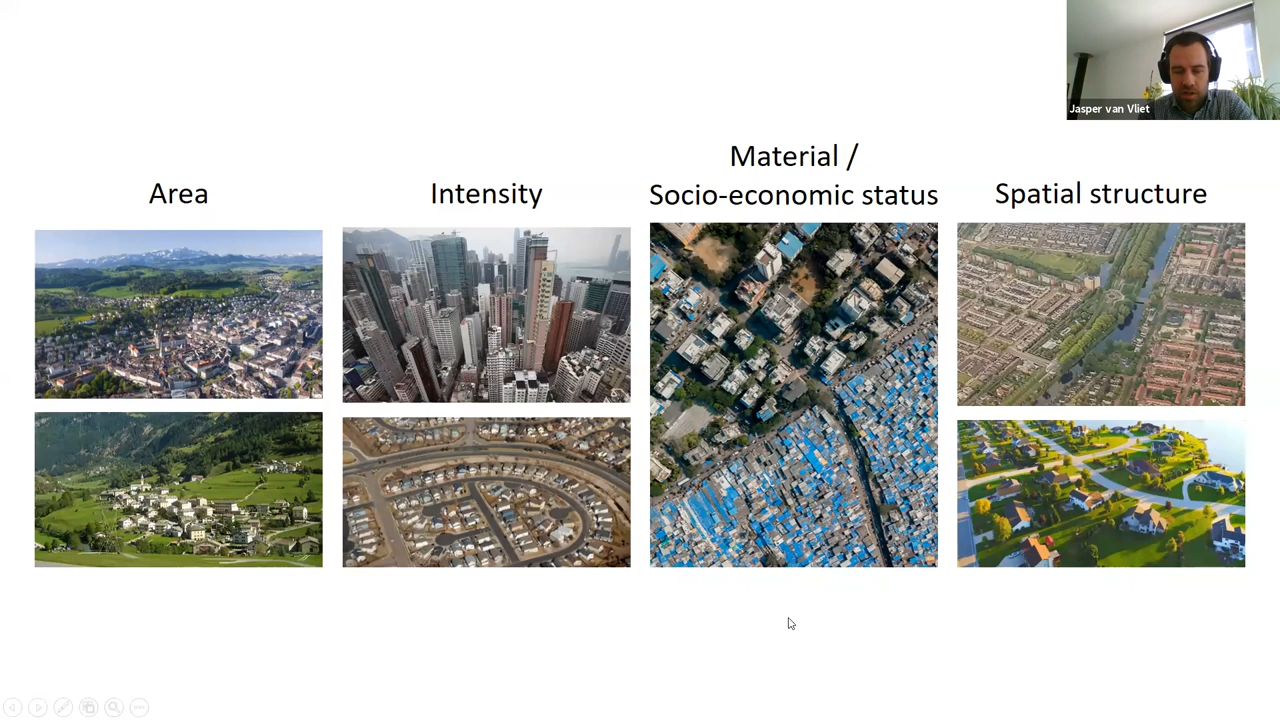 Jasper van Vliet
Area
Intensity
Material /
Socio-economic status
Spatial structure